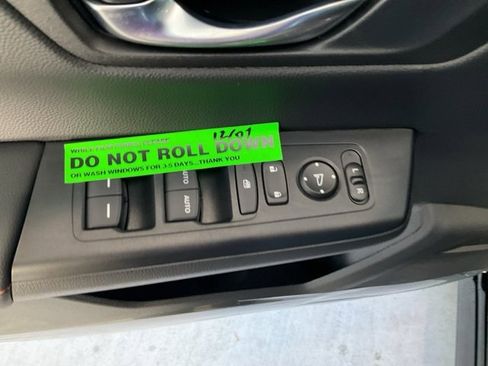 12/01
DO NOT ROLL DOWN
OR WASH WINDOWS FOR 3-5 DAYS...THANK YOU
AUTO
AUTO
L
R